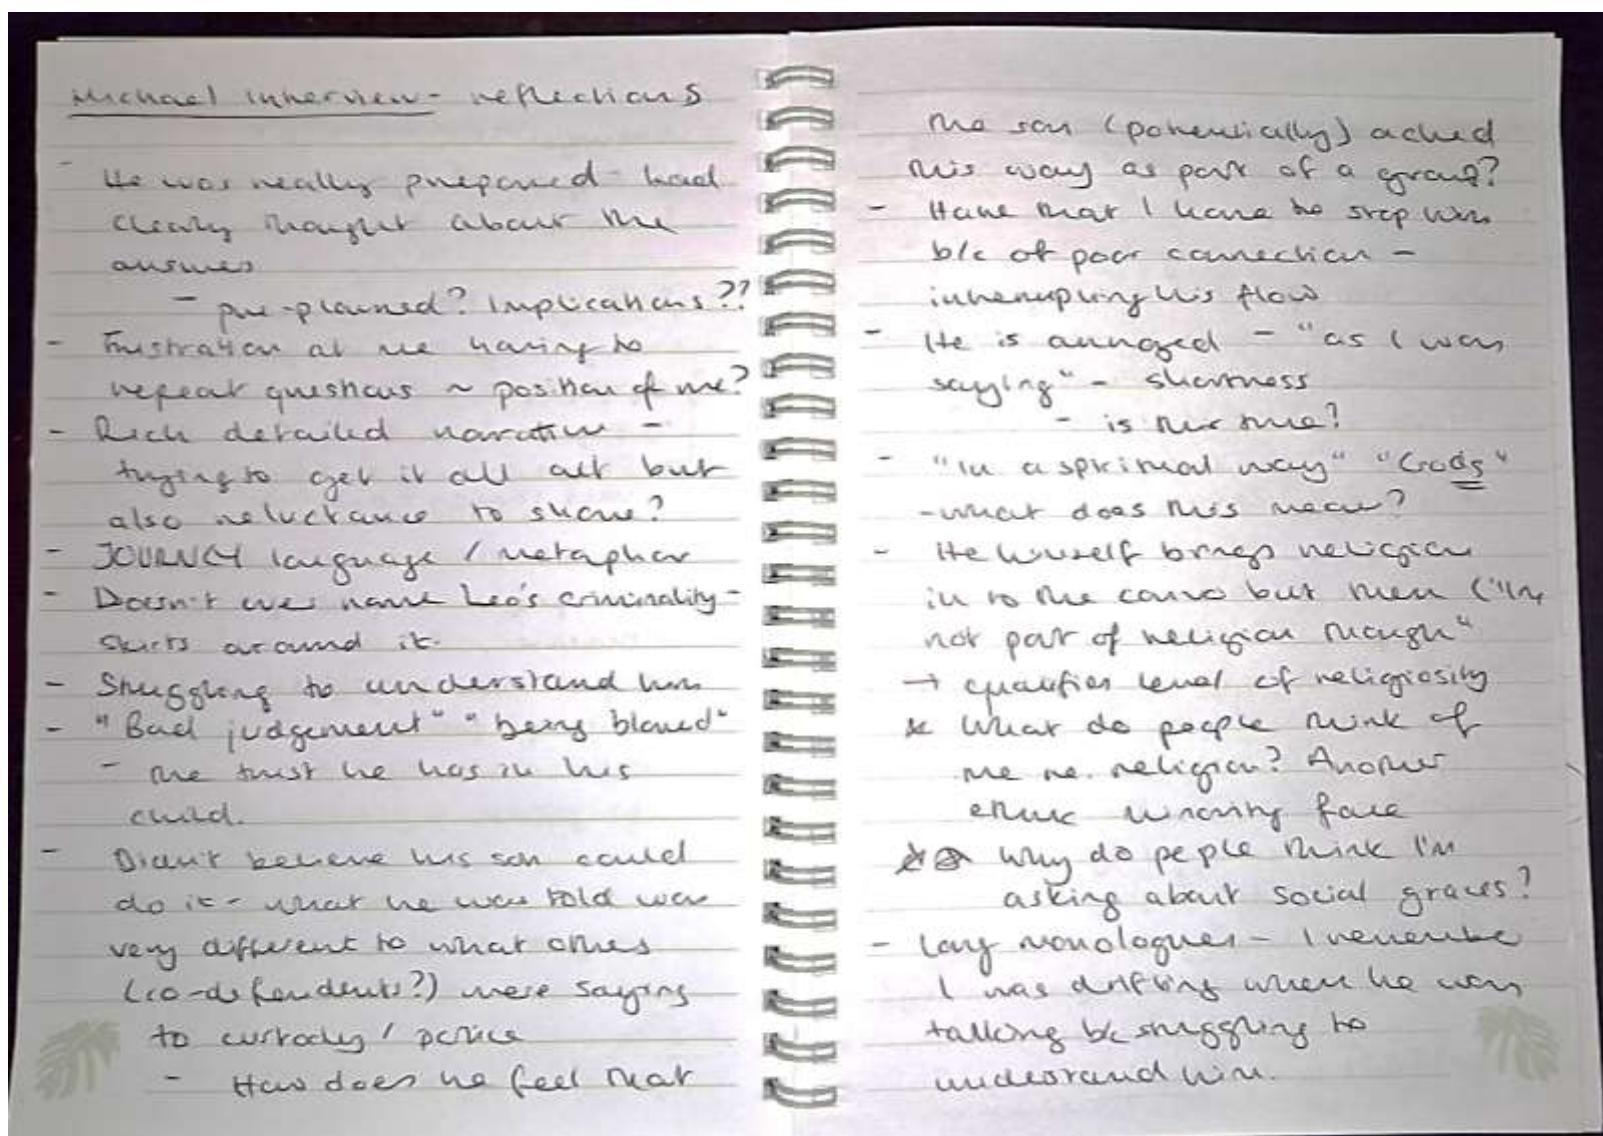 Michael interview - reflections
- He was really prepared - had
clearly thought about the
answers
- pre-planned? Implications??
- Frustration at me having to
repeat questions ~ position of me?
- Rich detailed narrative -
trying to get it all out but
also reluctance to share?
- JOURNEY language / metaphor
- Doesn't ever name Leo's criminality -
skirts around it.
- Struggling to understand him
- "Bad judgement" "being blamed"
- the trust he has in his
child.
- Didn't believe his son could
do it - what he was told was
very different to what others
(co-defendents?) were saying
to custody / police
- How does he feel that
the son (potentially) acted
this way as part of a group?
- Hate that I have to stop him
b/c of poor connection -
interrupting his flow
- He is annoyed - "as I was
saying" - shortness
- is this true?
- "in a spiritual way" "Gods"
- what does this mean?
- He himself brings religion
in to the convo but then ("I'm
not part of religion though"
→ qualifies level of religiosity
* What do people think of
me re. religion? Another
ethnic minority face
* Why do peple think I'm
asking about social graces?
- Long monologues - I remember
I was drifting when he was
talking b/c struggling to
understand him.